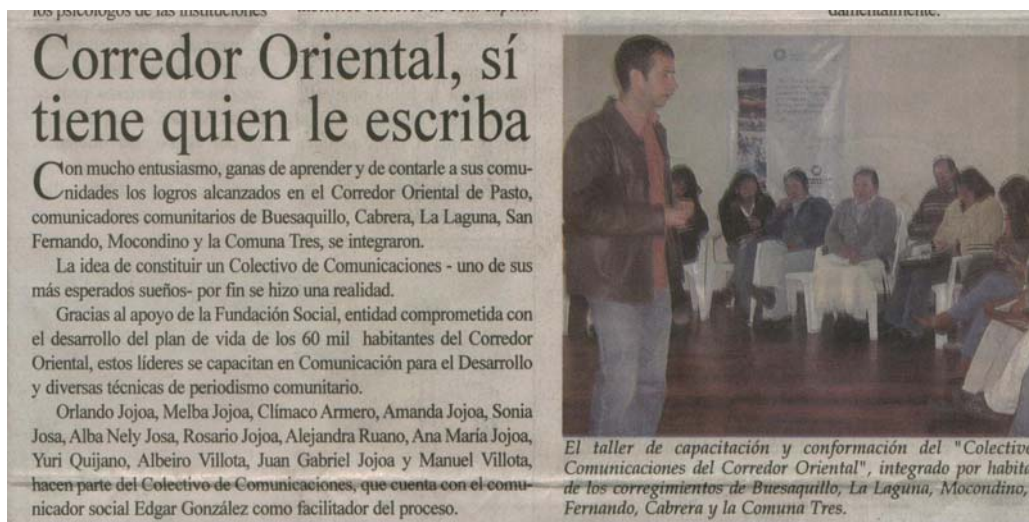 los psicólogos de las instituciones
damentalmente.
Corredor Oriental, sí
tiene quien le escriba
Con mucho entusiasmo, ganas de aprender y de contarle a sus comu-
nidades los logros alcanzados en el Corredor Oriental de Pasto,
comunicadores comunitarios de Buesaquillo, Cabrera, La Laguna, San
Fernando, Mocondino y la Comuna Tres, se integraron.
La idea de constituir un Colectivo de Comunicaciones - uno de sus
más esperados sueños- por fin se hizo una realidad.
Gracias al apoyo de la Fundación Social, entidad comprometida con
el desarrollo del plan de vida de los 60 mil habitantes del Corredor
Oriental, estos líderes se capacitan en Comunicación para el Desarrollo
y diversas técnicas de periodismo comunitario.
Orlando Jojoa, Melba Jojoa, Clímaco Armero, Amanda Jojoa, Sonia
Josa, Alba Nely Josa, Rosario Jojoa, Alejandra Ruano, Ana María Jojoa,
Yuri Quijano, Albeiro Villota, Juan Gabriel Jojoa y Manuel Villota,
hacen parte del Colectivo de Comunicaciones, que cuenta con el comu-
nicador social Edgar González como facilitador del proceso.
El taller de capacitación y conformación del "Colectivo
Comunicaciones del Corredor Oriental", integrado por habita
de los corregimientos de Buesaquillo, La Laguna, Mocondino,
Fernando, Cabrera y la Comuna Tres.